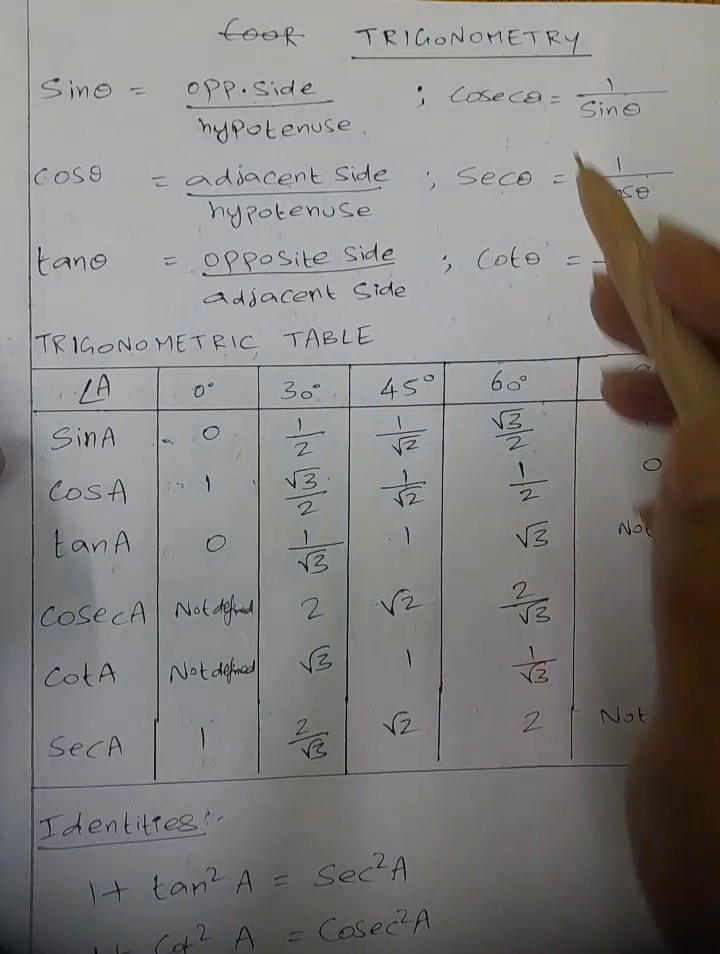 TRIGONOMETRY
Sinθ = opp.side / hypotenuse. ; Cosecθ = 1 / Sinθ
cosθ = adjacent side / hypotenuse ; Secθ = 1 / osθ
tanθ = opposite side / adjacent side ; Cotθ =
TRIGONOMETRIC TABLE
∠A 0° 30° 45° 60°
SinA 0 1/2 1/√2 √3/2
CosA 1 √3/2 1/√2 1/2 0
tanA 0 1/√3 1 √3 Not
CosecA Not defined 2 √2 2/√3
CotA Not defined √3 1 1/√3
SecA 1 2/√3 √2 2 Not
Identities:-
1+ tan² A = Sec²A
1+ Cot² A = Cosec²A